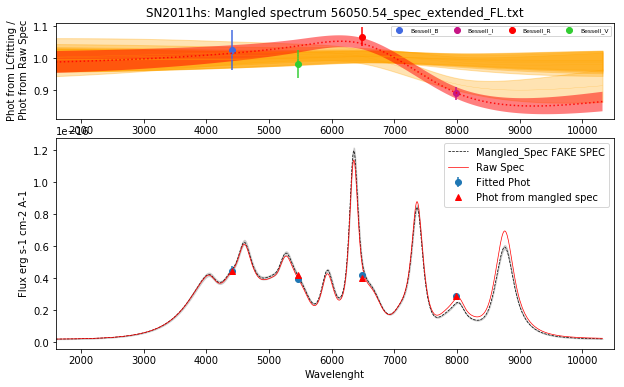 SN2011hs: Mangled spectrum 56050.54_spec_extended_FL.txt
Phot from LCfitting /
Phot from Raw Spec
1.1
1.0
0.9
Bessell_B
Bessell_I
Bessell_R
Bessell_V
2000 3000 4000 5000 6000 7000 8000 9000 10000
1e−16
Flux erg s-1 cm-2 A-1
1.2
1.0
0.8
0.6
0.4
0.2
0.0
Mangled_Spec FAKE SPEC
Raw Spec
Fitted Phot
Phot from mangled spec
2000 3000 4000 5000 6000 7000 8000 9000 10000
Wavelenght